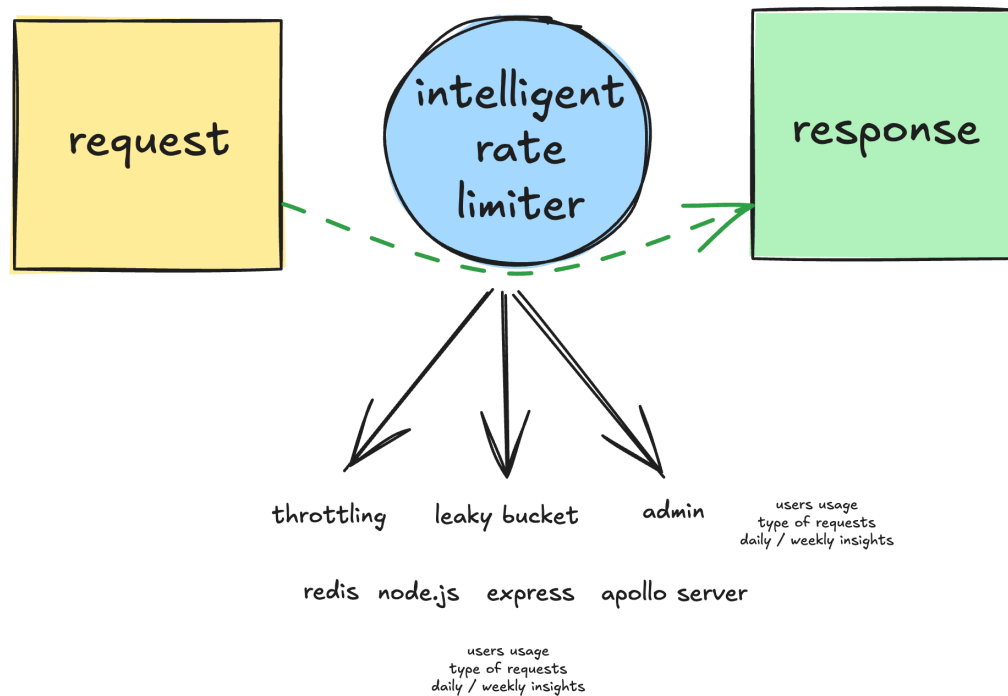 request
intelligent
rate
limiter
response
throttling
leaky bucket
admin
users usage
type of requests
daily / weekly insights
redis node.js express apollo server
users usage
type of requests
daily / weekly insights